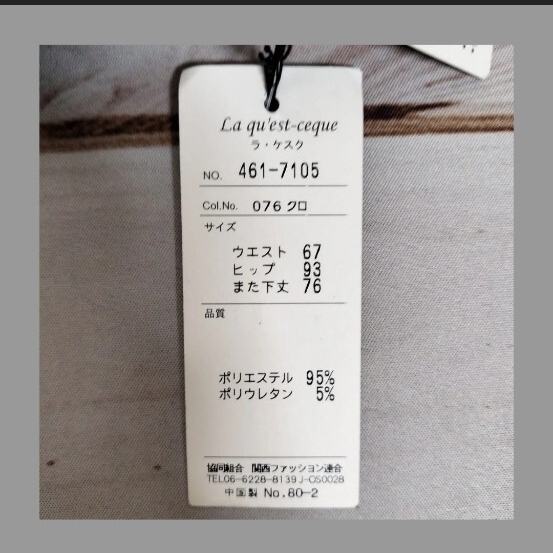 La qu'est-ceque
ラ・ケスク
NO. 461-7105
Col.No. 076 クロ
サイズ
ウエスト 67
ヒップ 93
また下丈 76
品質
ポリエステル 95%
ポリウレタン 5%
協同組合 関西ファッション連合
TEL06-6228-8139 J-OS0028
中国製 No.80-2